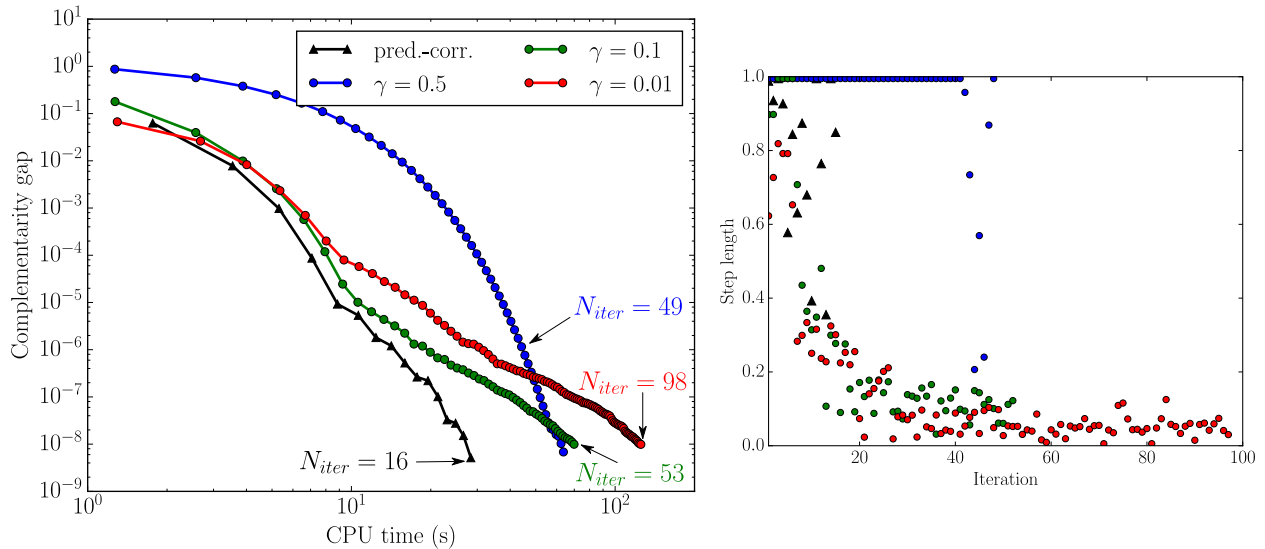 10^1
10^0
10^-1
10^-2
10^-3
10^-4
10^-5
10^-6
10^-7
10^-8
10^-9
Complementarity gap
pred.-corr.
γ = 0.5
γ = 0.1
γ = 0.01
N_iter = 49
N_iter = 98
N_iter = 16
N_iter = 53
10^0
10^1
10^2
CPU time (s)
1.0
0.8
0.6
0.4
0.2
0.0
Step length
20
40
60
80
100
Iteration